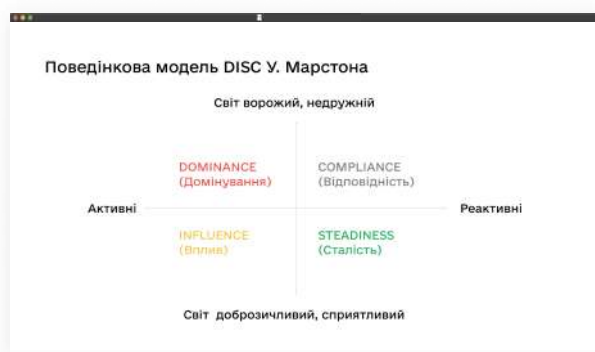 Поведінкова модель DISC У. Марстона
Світ ворожий, недружній
DOMINANCE
(Домінування)
COMPLIANCE
(Відповідність)
Активні
Реактивні
INFLUENCE
(Вплив)
STEADINESS
(Сталість)
Світ доброзичливий, сприятливий